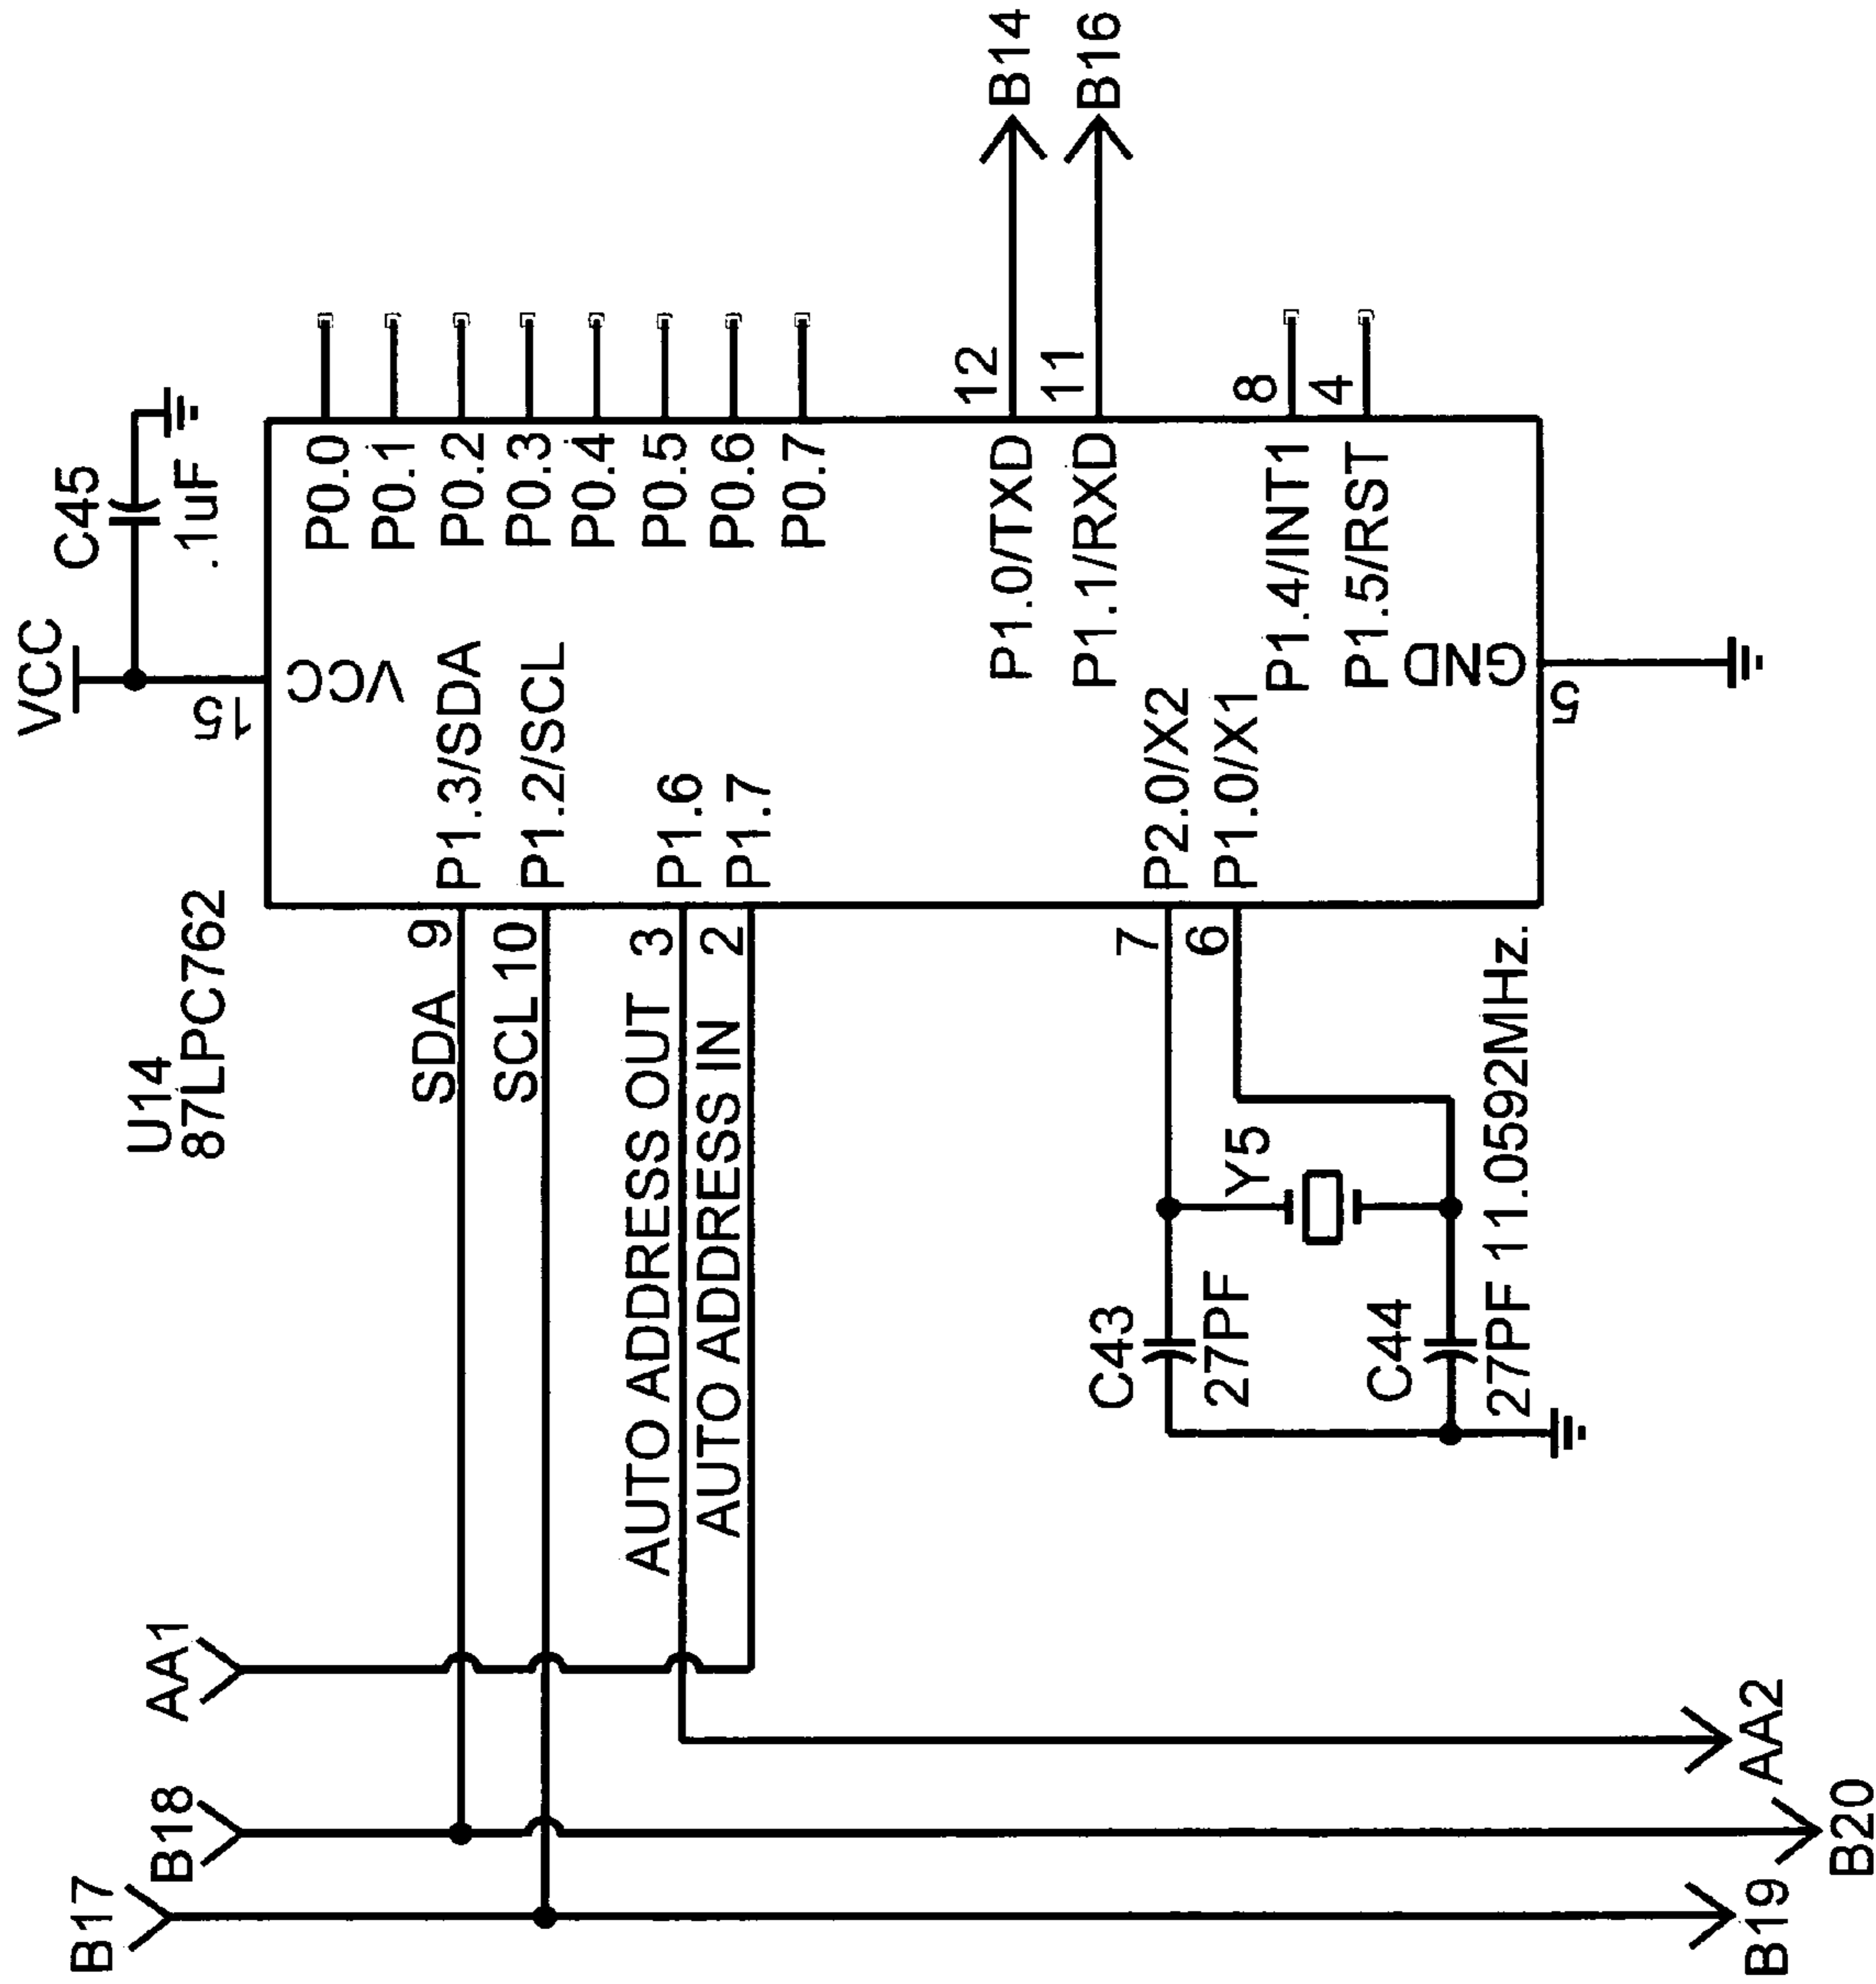 B17
B18
AA1
U14
87LPC762
VCC
C45
.1uF
15
VCC
SDA
9
P1.3/SDA
SCL
10
P1.2/SCL
AUTO ADDRESS OUT
3
P1.6
AUTO ADDRESS IN
2
P1.7
P0.0
P0.1
P0.2
P0.3
P0.4
P0.5
P0.6
P0.7
P1.0/TXD
12
B14
P1.1/RXD
11
B16
C43
27PF
Y5
7
P2.0/X2
6
P1.0/X1
P1.4/INT1
8
P1.5/RST
4
C44
27PF
11.0592MHz.
GND
5
B19
B20
AA2